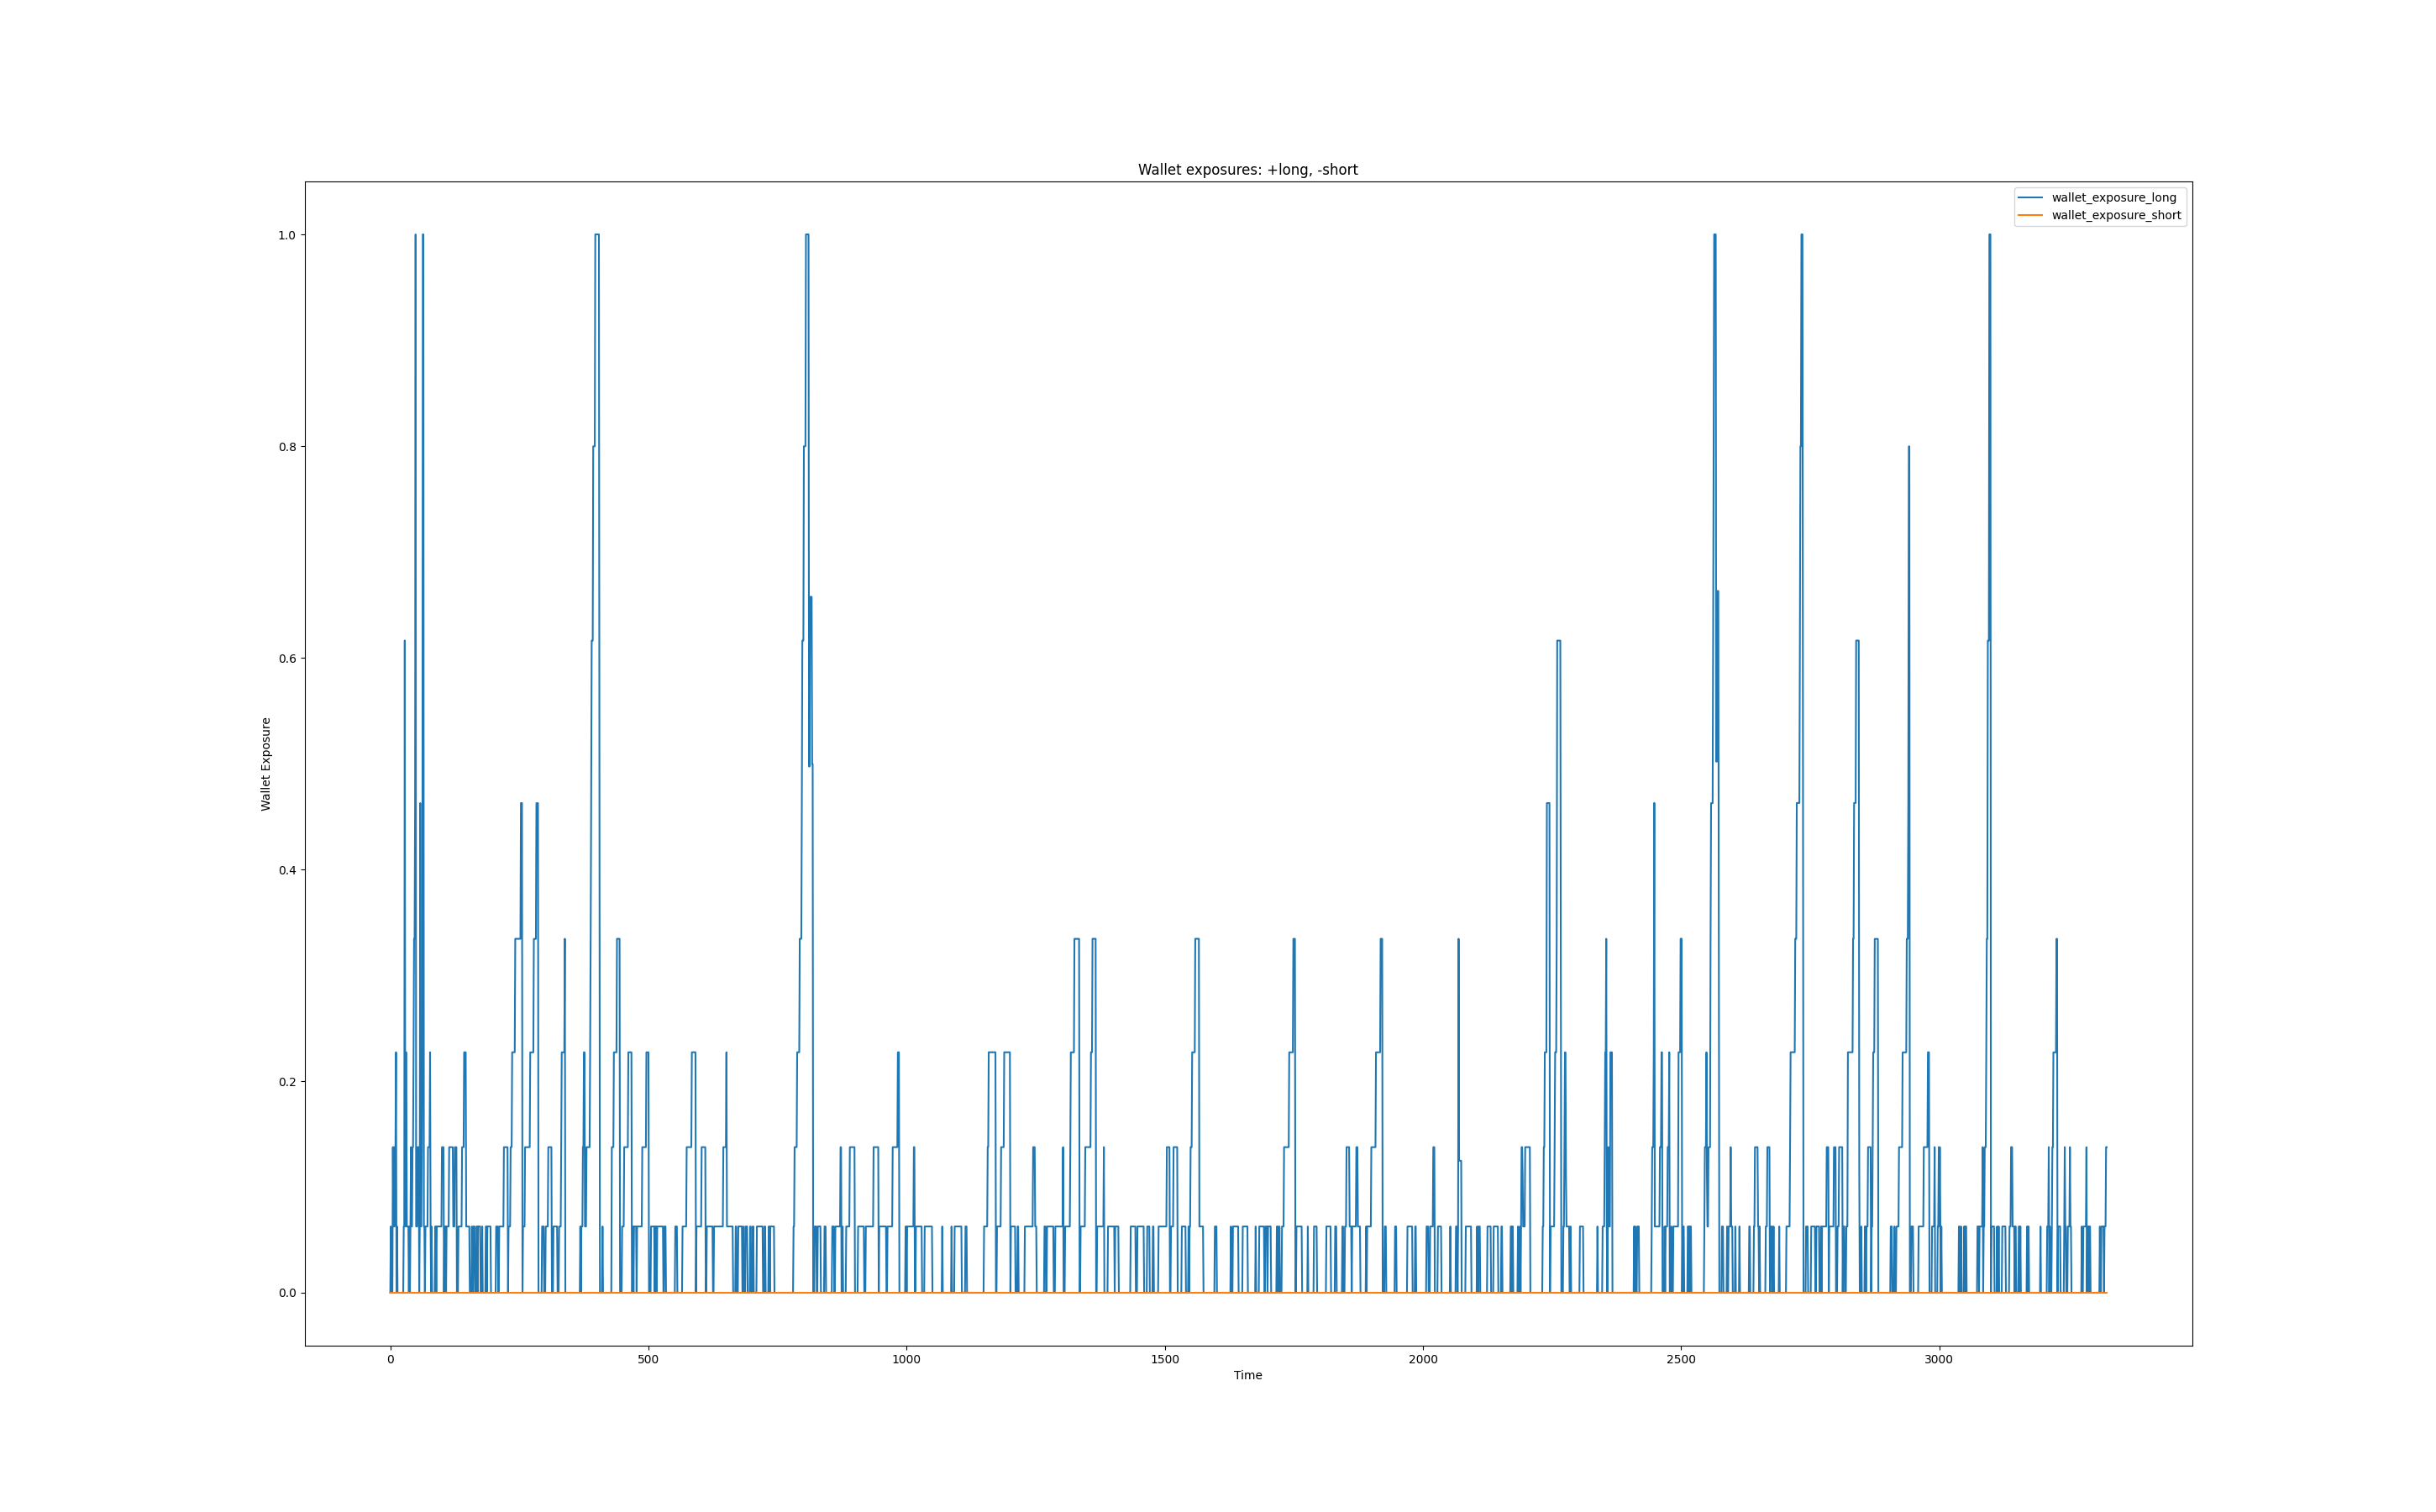 Wallet exposures: +long, -short
wallet_exposure_long
wallet_exposure_short
1.0
0.8
0.6
0.4
0.2
0.0
Wallet Exposure
0 500 1000 1500 2000 2500 3000
Time